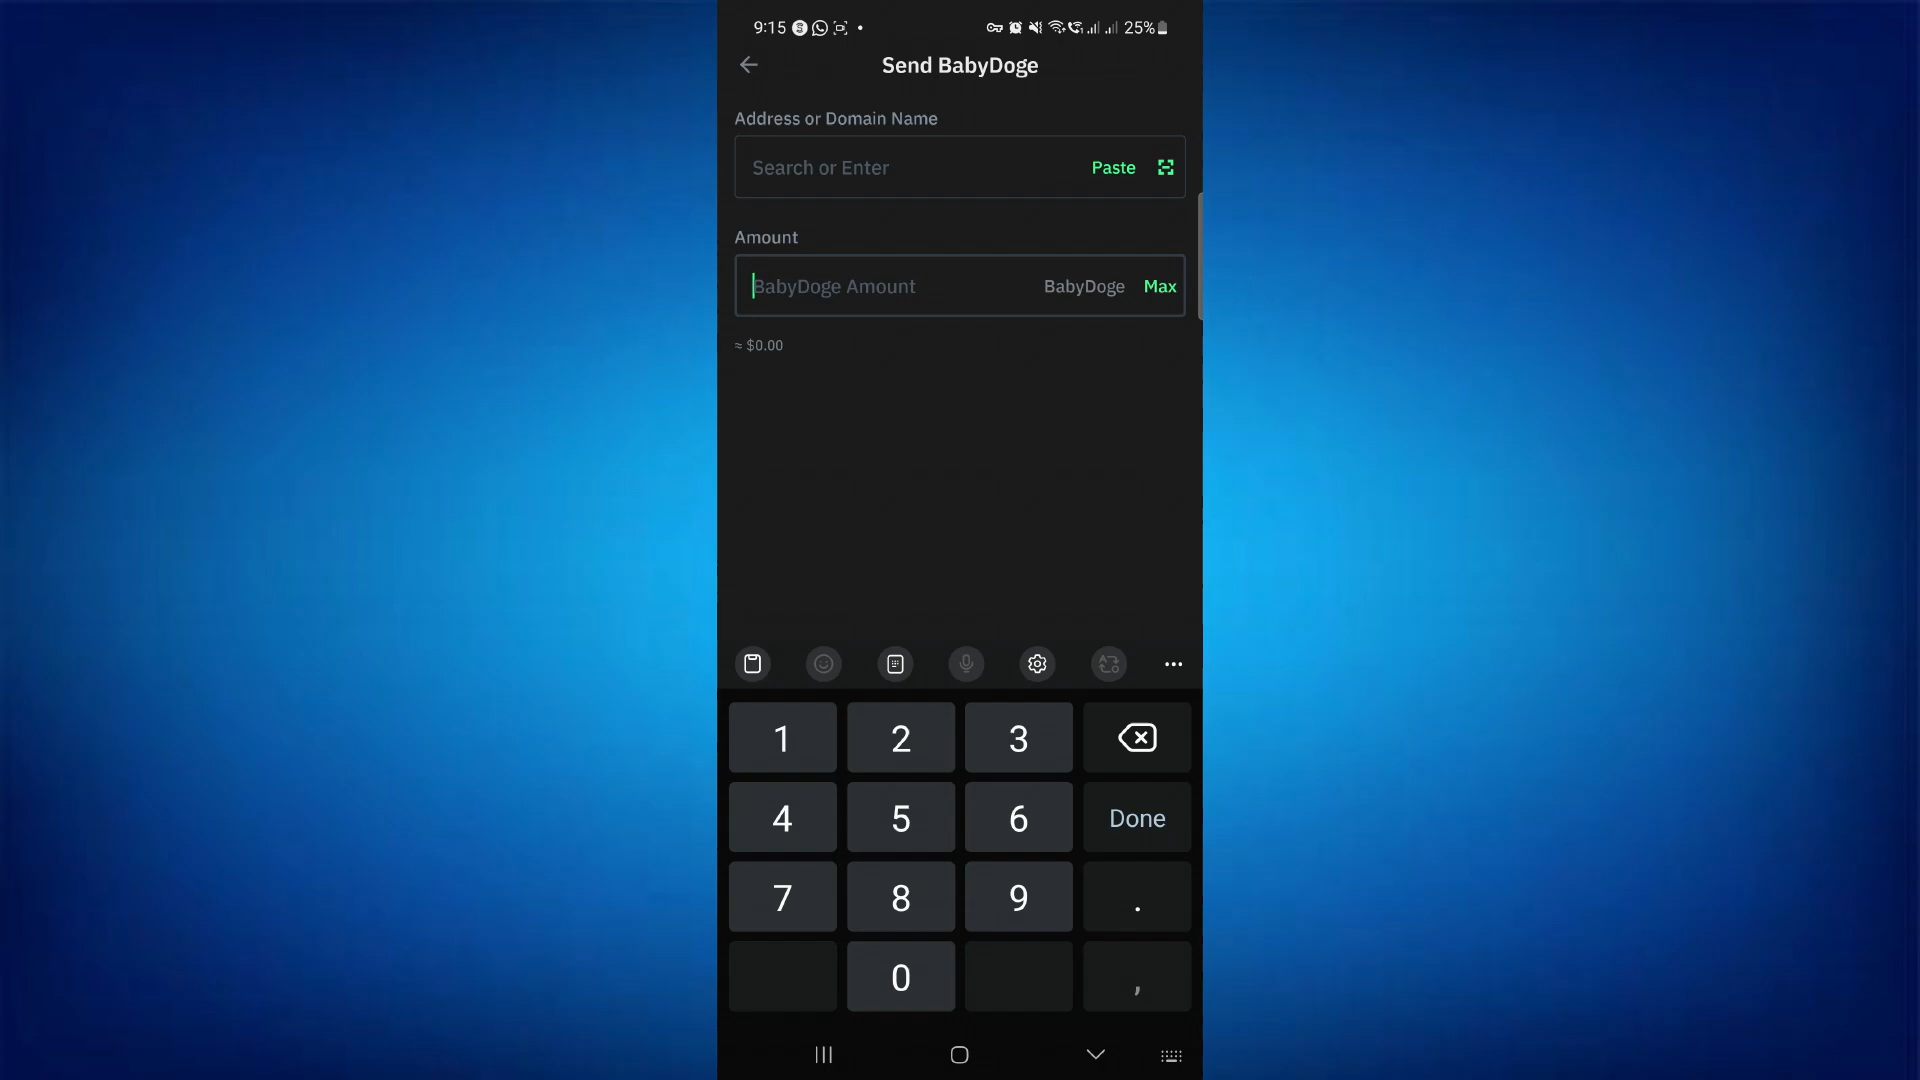 9:15 25%
Send BabyDoge
Address or Domain Name
Search or Enter Paste
Amount
BabyDoge Amount BabyDoge Max
≈ $0.00
1 2 3
4 5 6 Done
7 8 9 .
0 ,